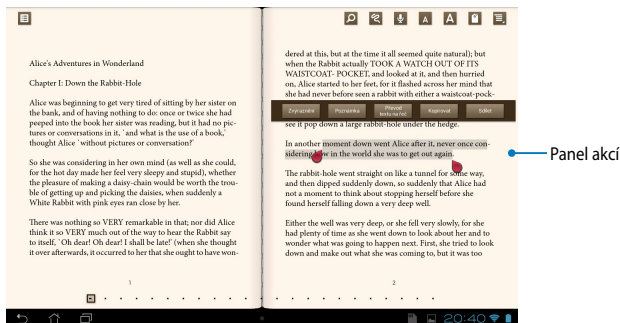 Alice's Adventures in Wonderland
Chapter I: Down the Rabbit-Hole
Alice was beginning to get very tired of sitting by her sister on
the bank, and of having nothing to do: once or twice she had
peeped into the book her sister was reading, but it had no pic-
tures or conversations in it, `and what is the use of a book,'
thought Alice `without pictures or conversation?'
So she was considering in her own mind (as well as she could,
for the hot day made her feel very sleepy and stupid), whether
the pleasure of making a daisy-chain would be worth the trou-
ble of getting up and picking the daisies, when suddenly a
White Rabbit with pink eyes ran close by her.
There was nothing so VERY remarkable in that; nor did Alice
think it so VERY much out of the way to hear the Rabbit say
to itself, `Oh dear! Oh dear! I shall be late!' (when she thought
it over afterwards, it occurred to her that she ought to have won-
1
dered at this, but at the time it all seemed quite natural); but
when the Rabbit actually TOOK A WATCH OUT OF ITS
WAISTCOAT- POCKET, and looked at it, and then hurried
on, Alice started to her feet, for it flashed across her mind that
she had never before seen a rabbit with either a waistcoat-pock-
Zvýraznění
Poznámka
Převod
textu na řeč
Kopírovat
Sdílet
see it pop down a large rabbit-hole under the hedge.
In another moment down went Alice after it, never once con-
sidering how in the world she was to get out again.
The rabbit-hole went straight on like a tunnel for some way,
and then dipped suddenly down, so suddenly that Alice had
not a moment to think about stopping herself before she
found herself falling down a very deep well.
Either the well was very deep, or she fell very slowly, for she
had plenty of time as she went down to look about her and to
wonder what was going to happen next. First, she tried to look
down and make out what she was coming to, but it was too
2
Panel akcí
20:40